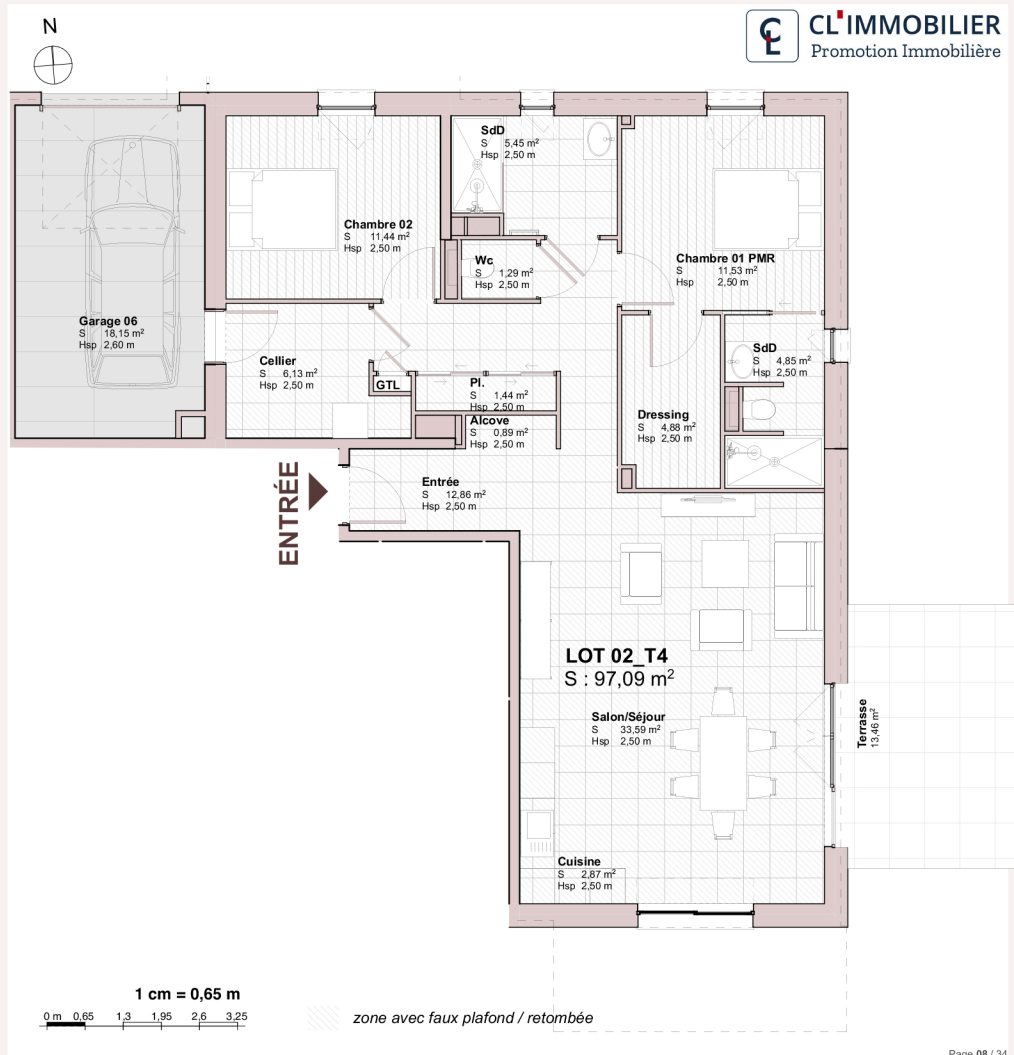 N
CL
CL'IMMOBILIER
Promotion Immobilière
SdD
S 5,45 m²
Hsp 2,50 m
Chambre 02
S 11,44 m²
Hsp 2,50 m
Wc
S 1,29 m²
Hsp 2,50 m
Chambre 01 PMR
S 11,53 m²
Hsp 2,50 m
Garage 06
S 18,15 m²
Hsp 2,60 m
Cellier
S 6,13 m²
Hsp 2,50 m
GTL
Pl.
S 1,44 m²
Hsp 2,50 m
SdD
S 4,85 m²
Hsp 2,50 m
Alcove
S 0,89 m²
Hsp 2,50 m
Dressing
S 4,88 m²
Hsp 2,50 m
ENTRÉE
Entrée
S 12,86 m²
Hsp 2,50 m
LOT 02_T4
S : 97,09 m²
Salon/Séjour
S 33,59 m²
Hsp 2,50 m
Terrasse
13,46 m²
Cuisine
S 2,87 m²
Hsp 2,50 m
1 cm = 0,65 m
0 m 0,65 1,3 1,95 2,6 3,25
zone avec faux plafond / retombée
Page 08 / 34